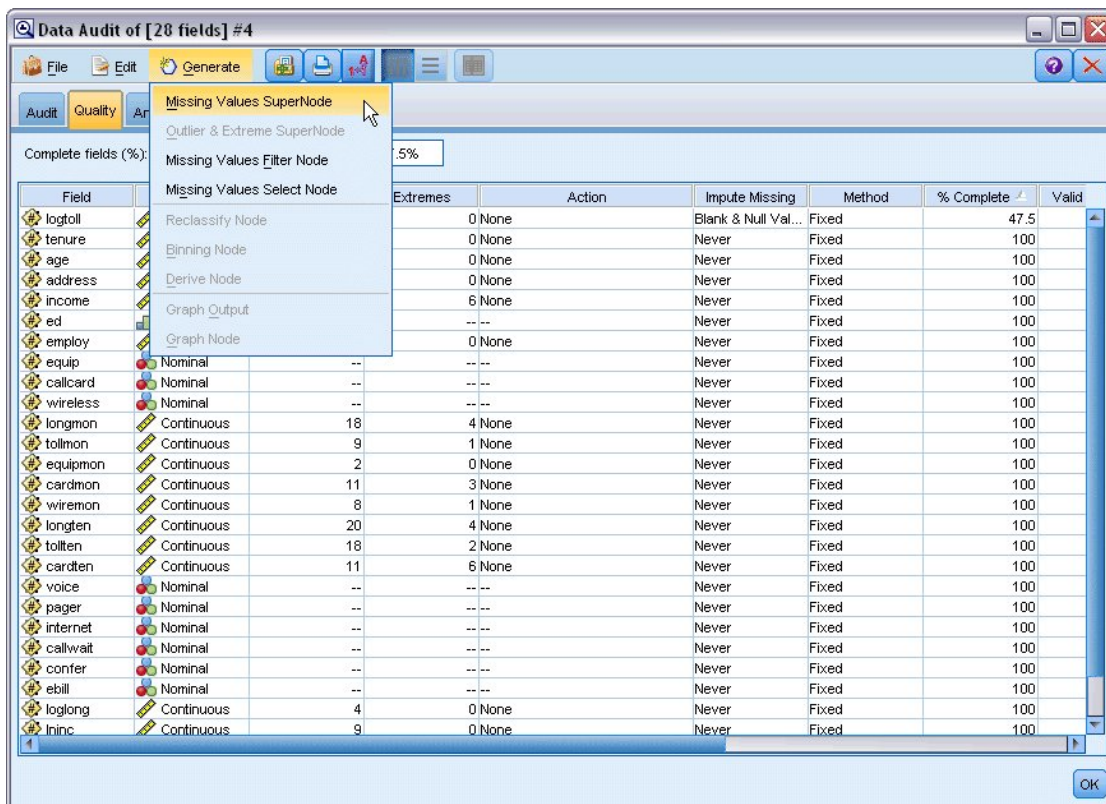 Data Audit of [28 fields] #4
File Edit Generate
Audit Quality An
Missing Values SuperNode
Outlier & Extreme SuperNode
Missing Values Filter Node
Missing Values Select Node
Reclassify Node
Binning Node
Derive Node
Graph Output
Graph Node
Complete fields (%): .5%
Field Extremes Action Impute Missing Method % Complete Valid
logtoll 0 None Blank & Null Val... Fixed 47.5
tenure 0 None Never Fixed 100
age 0 None Never Fixed 100
address 0 None Never Fixed 100
income 6 None Never Fixed 100
ed -- -- Never Fixed 100
employ 0 None Never Fixed 100
equip Nominal -- -- -- Never Fixed 100
callcard Nominal -- -- -- Never Fixed 100
wireless Nominal -- -- -- Never Fixed 100
longmon Continuous 18 4 None Never Fixed 100
tollmon Continuous 9 1 None Never Fixed 100
equipmon Continuous 2 0 None Never Fixed 100
cardmon Continuous 11 3 None Never Fixed 100
wiremon Continuous 8 1 None Never Fixed 100
longten Continuous 20 4 None Never Fixed 100
tollten Continuous 18 2 None Never Fixed 100
cardten Continuous 11 6 None Never Fixed 100
voice Nominal -- -- -- Never Fixed 100
pager Nominal -- -- -- Never Fixed 100
internet Nominal -- -- -- Never Fixed 100
callwait Nominal -- -- -- Never Fixed 100
confer Nominal -- -- -- Never Fixed 100
ebill Nominal -- -- -- Never Fixed 100
loglong Continuous 4 0 None Never Fixed 100
lninc Continuous 9 0 None Never Fixed 100
OK